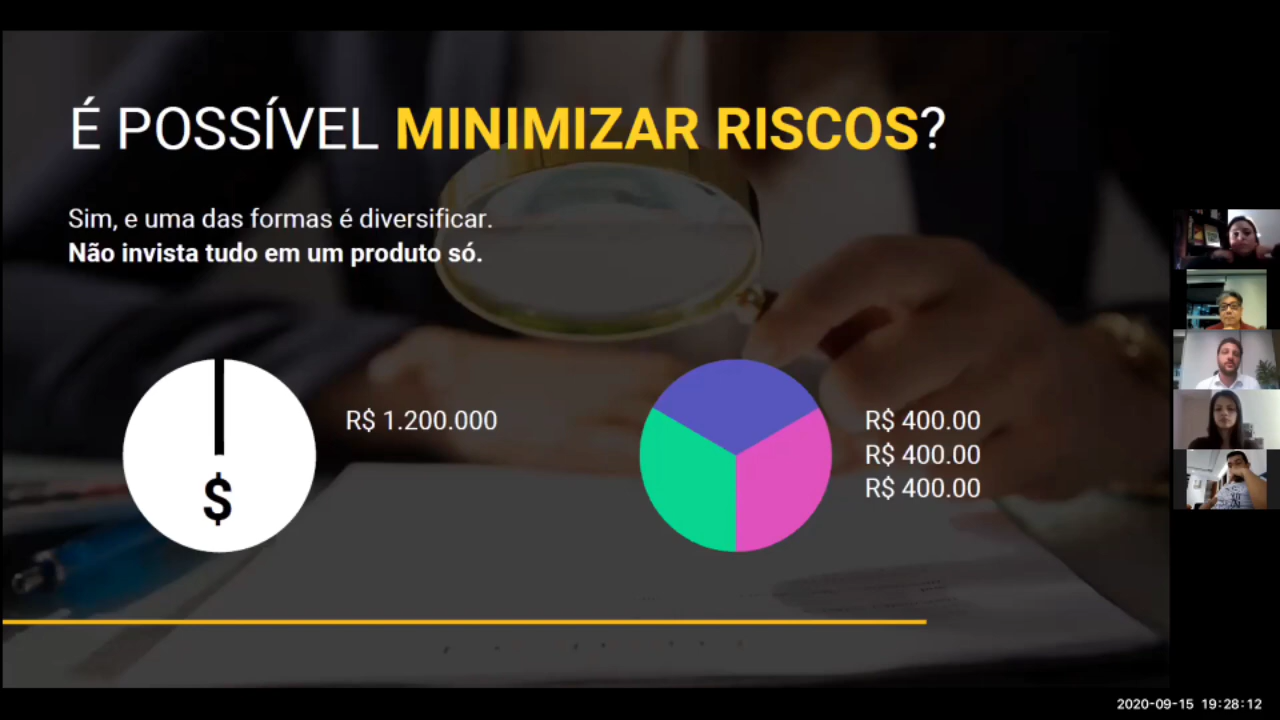 É POSSÍVEL MINIMIZAR RISCOS?
Sim, e uma das formas é diversificar.
Não invista tudo em um produto só.
$
R$ 1.200.000
R$ 400.00
R$ 400.00
R$ 400.00
2020-09-15 19:28:12